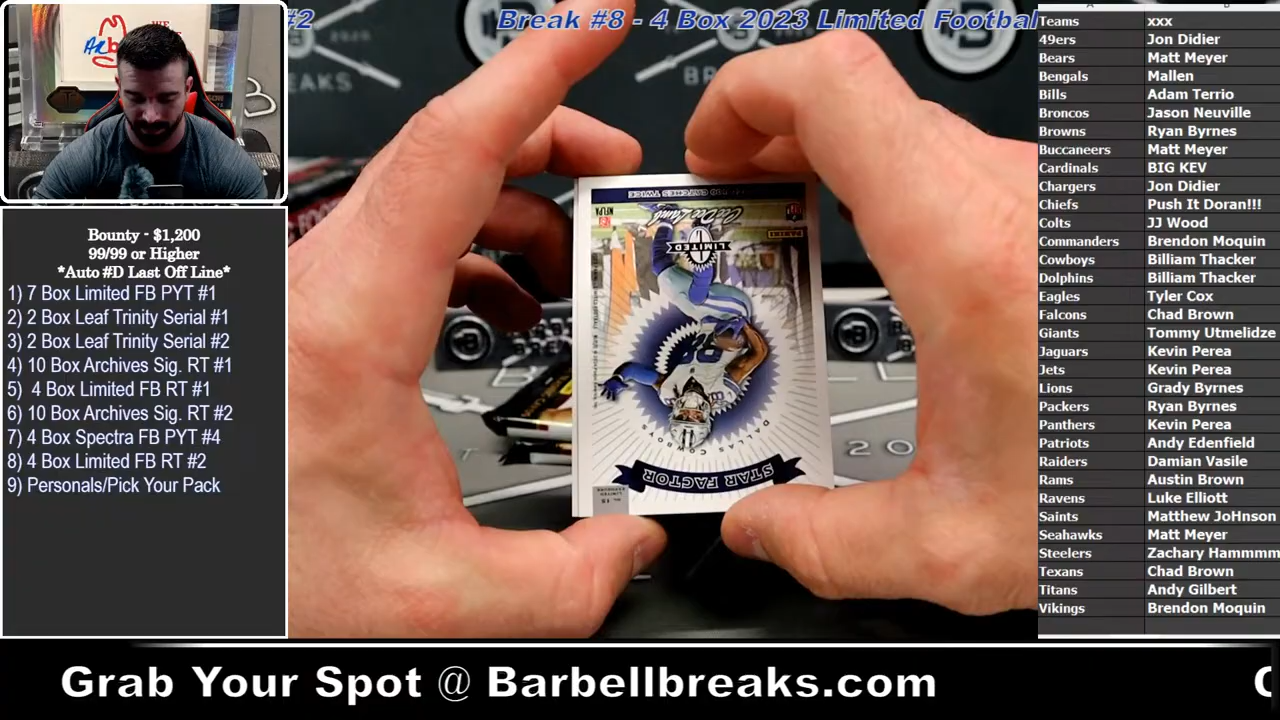 #2
Break #8 - 4 Box 2023 Limited Footbal
BREAKS
Bounty - $1,200
99/99 or Higher
*Auto #D Last Off Line*
1) 7 Box Limited FB PYT #1
2) 2 Box Leaf Trinity Serial #1
3) 2 Box Leaf Trinity Serial #2
4) 10 Box Archives Sig. RT #1
5) 4 Box Limited FB RT #1
6) 10 Box Archives Sig. RT #2
7) 4 Box Spectra FB PYT #4
8) 4 Box Limited FB RT #2
9) Personals/Pick Your Pack
CATCHES TWICE
CeeDee Lamb
PANINI
LIMITED
88
DALLAS COWBOYS
STAR FACTOR
20
Teams xxx
49ers Jon Didier
Bears Matt Meyer
Bengals Mallen
Bills Adam Terrio
Broncos Jason Neuville
Browns Ryan Byrnes
Buccaneers Matt Meyer
Cardinals BIG KEV
Chargers Jon Didier
Chiefs Push It Doran!!!
Colts JJ Wood
Commanders Brendon Moquin
Cowboys Billiam Thacker
Dolphins Billiam Thacker
Eagles Tyler Cox
Falcons Chad Brown
Giants Tommy Utmelidze
Jaguars Kevin Perea
Jets Kevin Perea
Lions Grady Byrnes
Packers Ryan Byrnes
Panthers Kevin Perea
Patriots Andy Edenfield
Raiders Damian Vasile
Rams Austin Brown
Ravens Luke Elliott
Saints Matthew JoHnson
Seahawks Matt Meyer
Steelers Zachary Hammmm
Texans Chad Brown
Titans Andy Gilbert
Vikings Brendon Moquin
Grab Your Spot @ Barbellbreaks.com